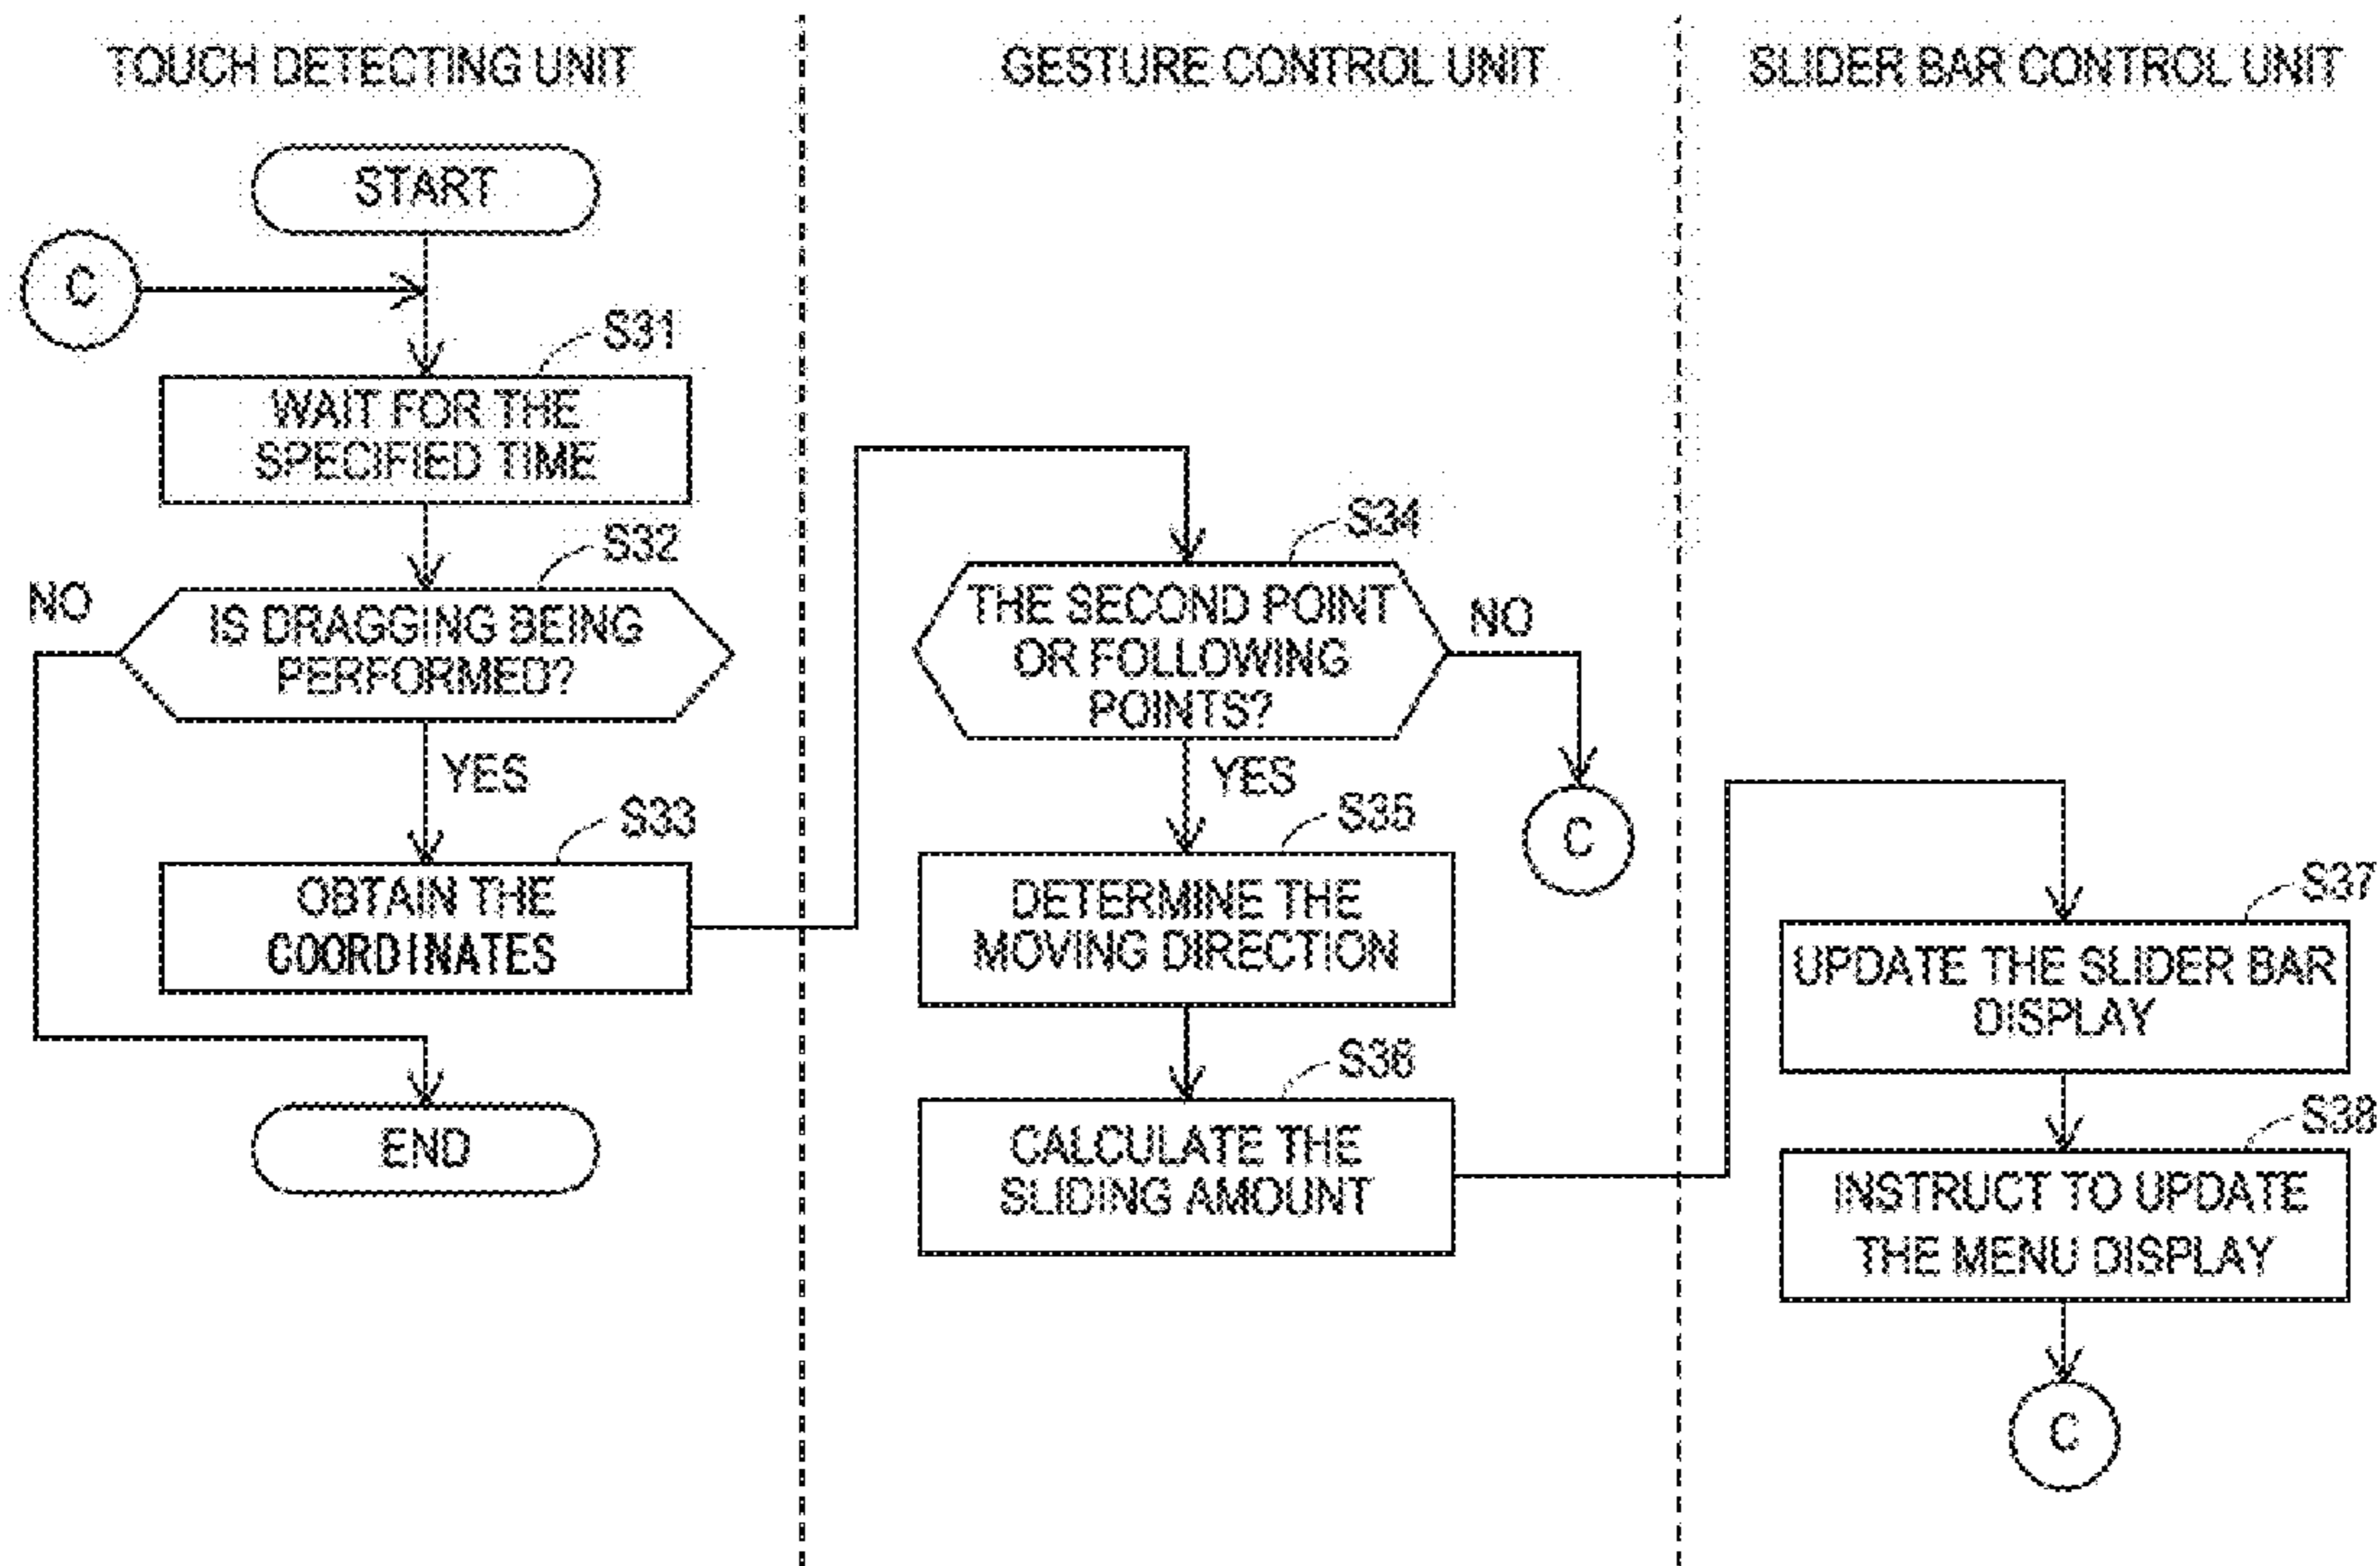 TOUCH DETECTING UNIT
START
C
S31
WAIT FOR THE
SPECIFIED TIME
S32
NO
IS DRAGGING BEING
PERFORMED?
YES
S33
OBTAIN THE
COORDINATES
END
GESTURE CONTROL UNIT
S34
THE SECOND POINT
OR FOLLOWING
POINTS?
NO
C
YES
S35
DETERMINE THE
MOVING DIRECTION
S36
CALCULATE THE
SLIDING AMOUNT
SLIDER BAR CONTROL UNIT
S37
UPDATE THE SLIDER BAR
DISPLAY
S38
INSTRUCT TO UPDATE
THE MENU DISPLAY
C